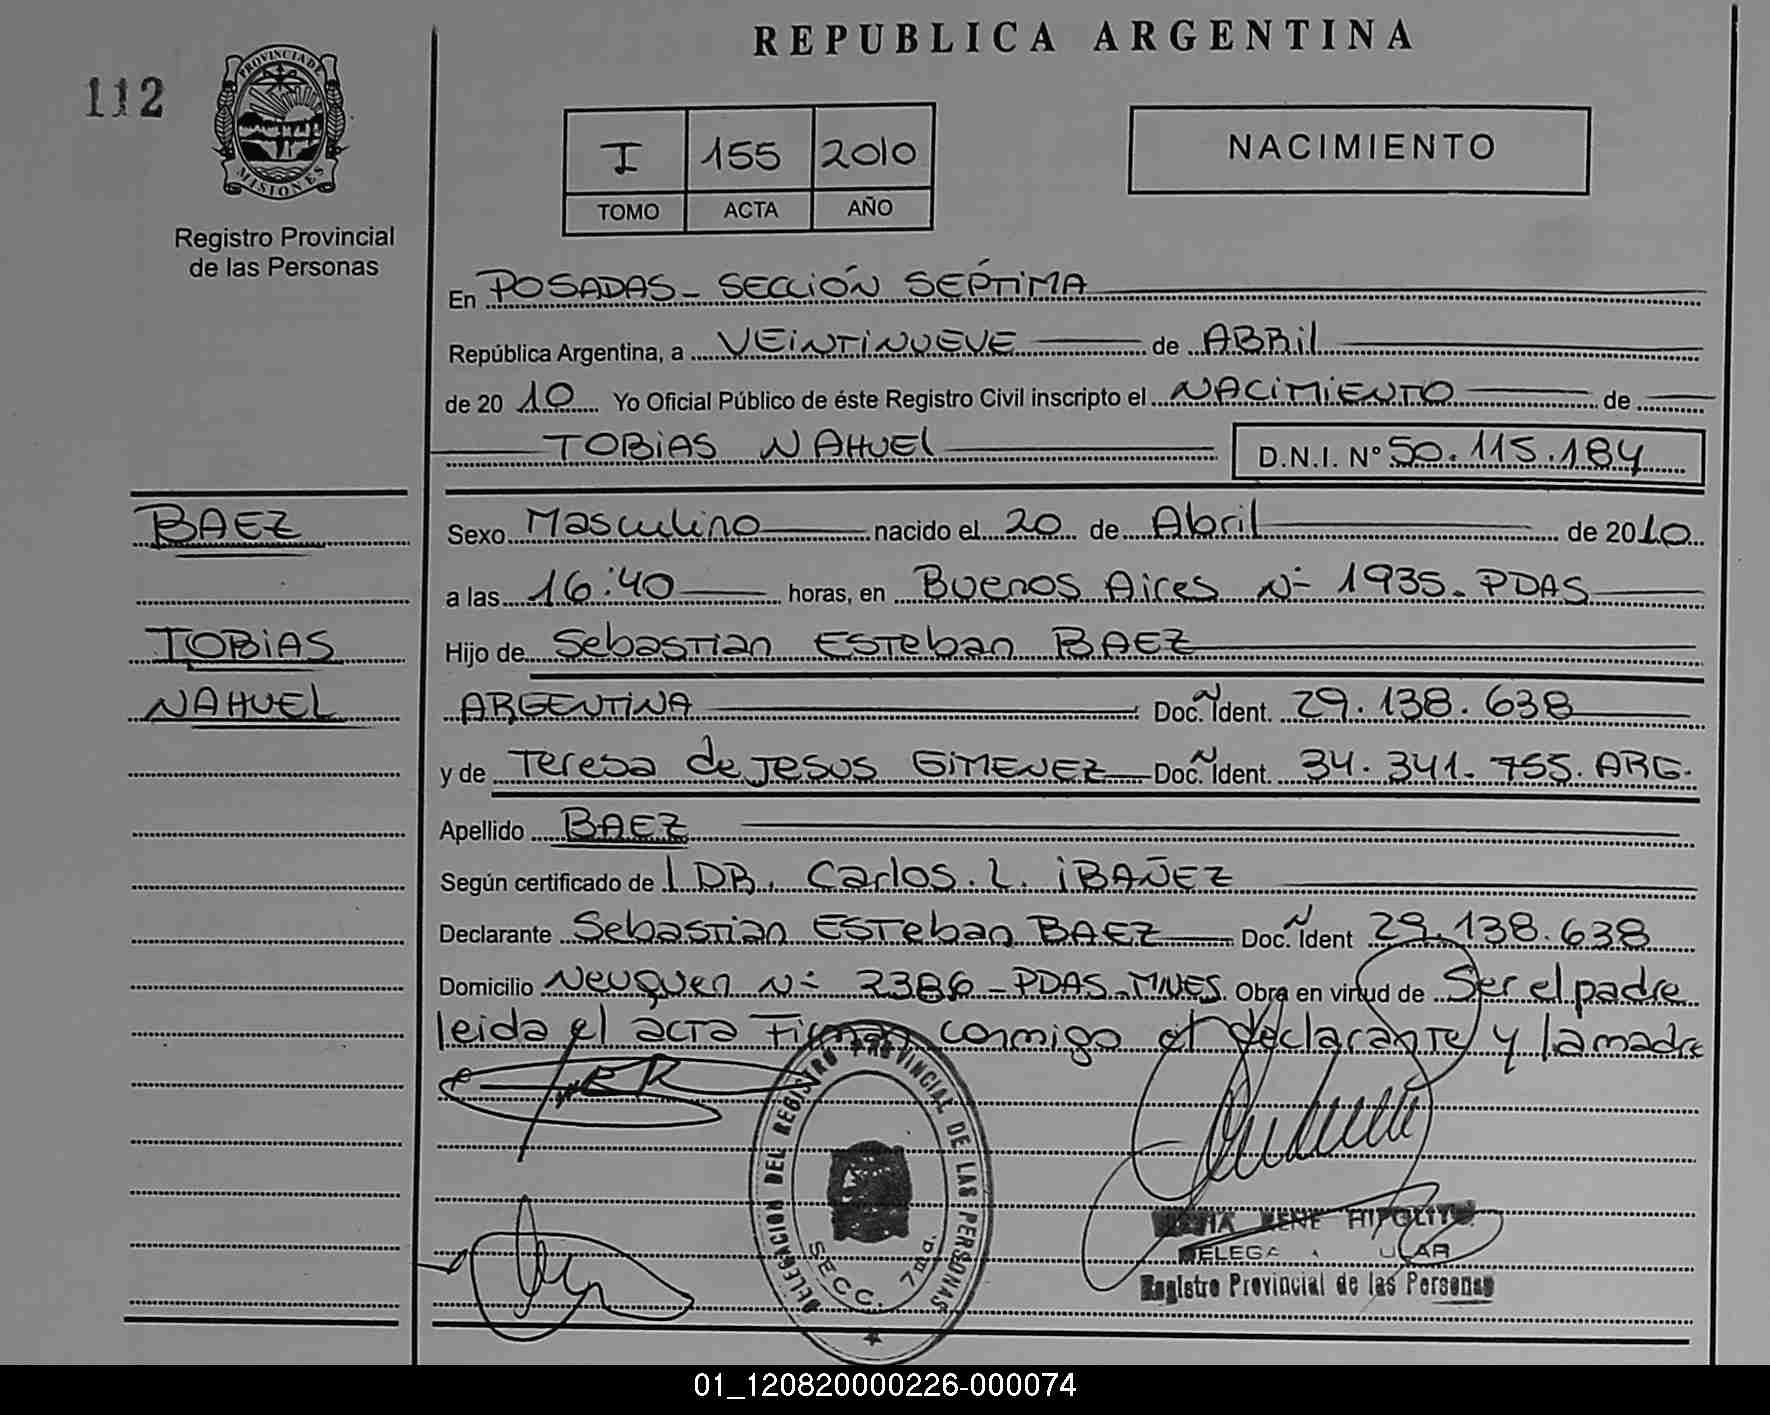 REPUBLICA ARGENTINA
112
PROVINCIA DE
MISIONES
Registro Provincial
de las Personas
I 155 2010
TOMO ACTA AÑO
NACIMIENTO
En POSADAS - SECCIÓN SÉPTIMA
República Argentina, a VEINTINUEVE de ABRIL
de 20 10 Yo Oficial Público de éste Registro Civil inscripto el NACIMIENTO de
TOBIAS NAHUEL D.N.I. Nº 50.115.184
BAEZ
TOBIAS
NAHUEL
Sexo Masculino nacido el 20 de Abril de 2010
a las 16:40 horas, en Buenos Aires Nº 1935 - PDAS
Hijo de Sebastian Esteban BAEZ
ARGENTINA Doc. Ident. 29.138.638
y de Teresa de Jesus GIMENEZ Doc. Ident. 34.341.755. ARG.
Apellido BAEZ
Según certificado de DR. Carlos. L. IBAÑEZ
Declarante Sebastian Esteban BAEZ Doc. Ident 29.138.638
Domicilio Neuquen Nº 2386 - PDAS - MNES. Obra en virtud de Ser el padre
leida el acta Firman conmigo el declarante y la madre
DELEGACION DEL REGISTRO PROVINCIAL DE LAS PERSONAS
SECC. 7ma.
RENE HIPOLITO
Registro Provincial de las Personas
01_120820000226-000074